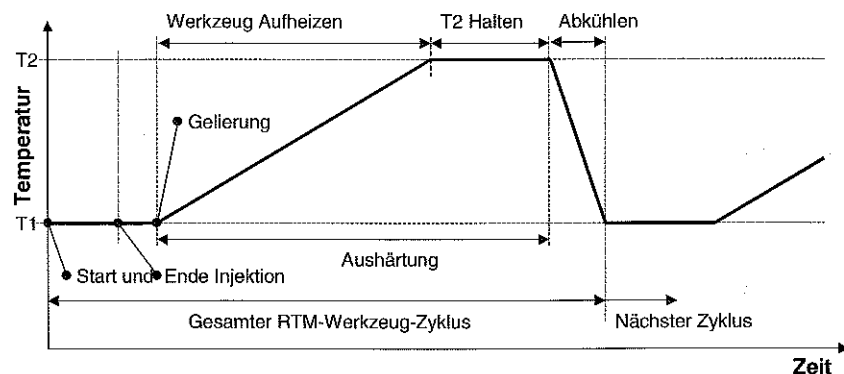 Werkzeug Aufheizen
T2 Halten
Abkühlen
T2
Gelierung
Temperatur
T1
Start und Ende Injektion
Aushärtung
Gesamter RTM-Werkzeug-Zyklus
Nächster Zyklus
Zeit